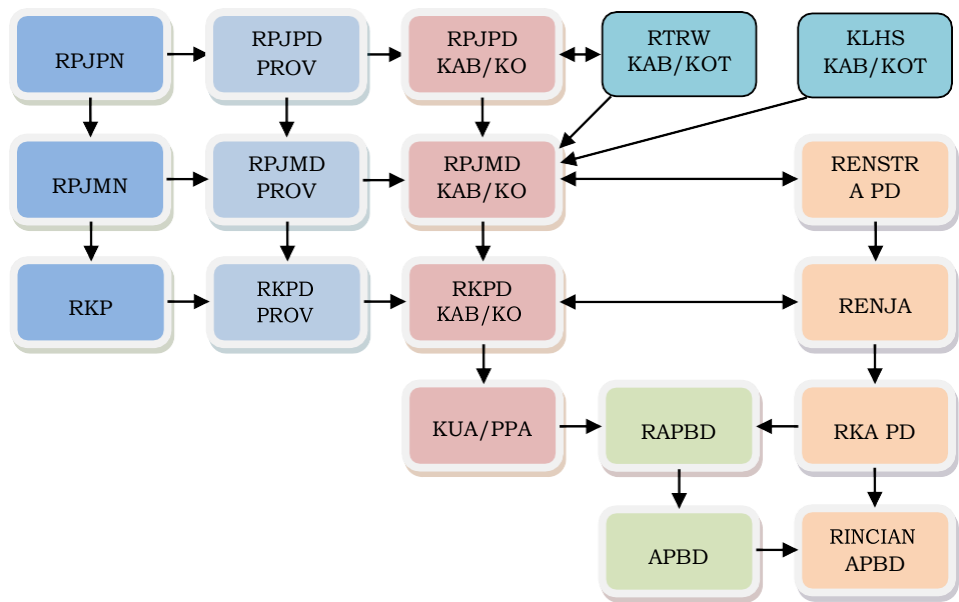 RPJPN
RPJPD
PROV
RPJPD
KAB/KO
RTRW
KAB/KOT
KLHS
KAB/KOT
RPJMN
RPJMD
PROV
RPJMD
KAB/KO
RENSTR
A PD
RKP
RKPD
PROV
RKPD
KAB/KO
RENJA
KUA/PPA
RAPBD
RKA PD
APBD
RINCIAN
APBD